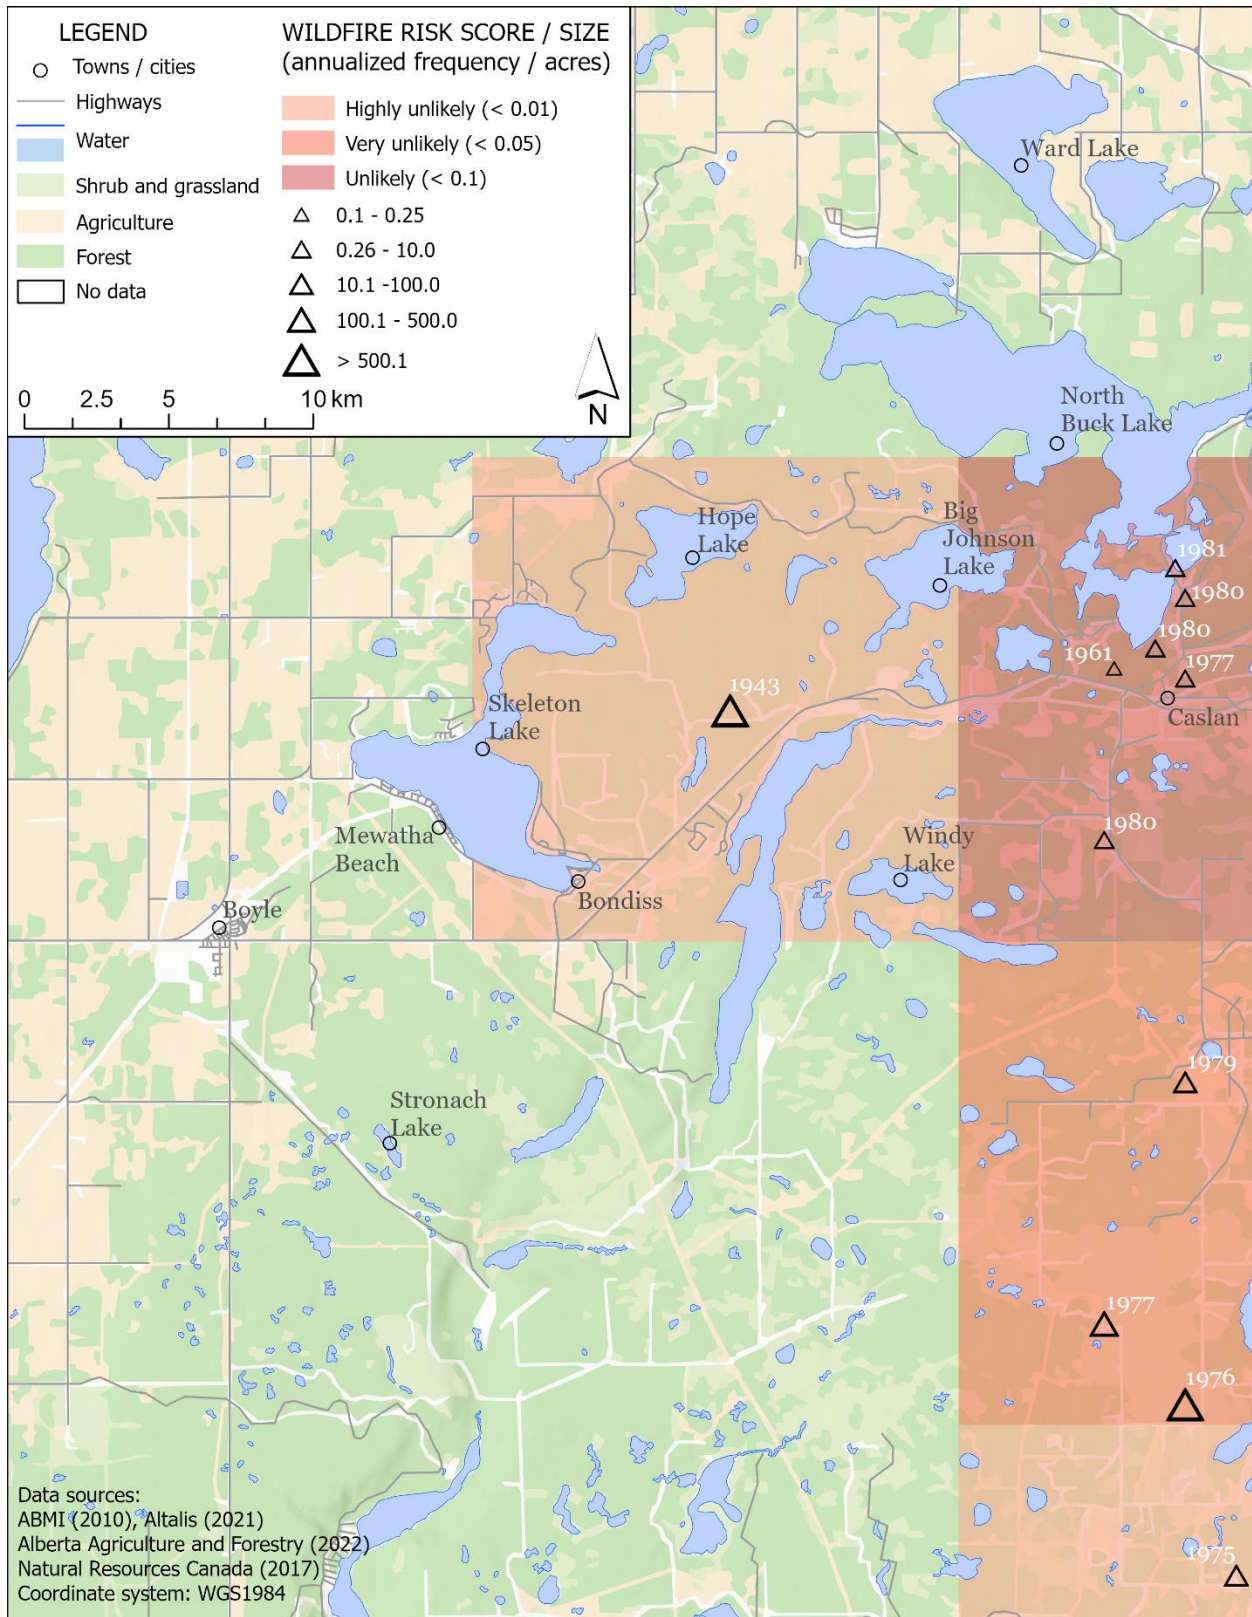 LEGEND
Towns / cities
Highways
Water
Shrub and grassland
Agriculture
Forest
No data
WILDFIRE RISK SCORE / SIZE
(annualized frequency / acres)
Highly unlikely (< 0.01)
Very unlikely (< 0.05)
Unlikely (< 0.1)
0.1 - 0.25
0.26 - 10.0
10.1 -100.0
100.1 - 500.0
> 500.1
0 2.5 5 10 km
N
Ward Lake
North
Buck Lake
Hope
Lake
Big
Johnson
Lake
1981
1980
1980
1961
1977
Caslan
1943
Skeleton
Lake
Mewatha
Beach
Windy
Lake
1980
Bondiss
Boyle
1979
Stronach
Lake
1977
1976
1975
Data sources:
ABMI (2010), Altalis (2021)
Alberta Agriculture and Forestry (2022)
Natural Resources Canada (2017)
Coordinate system: WGS1984